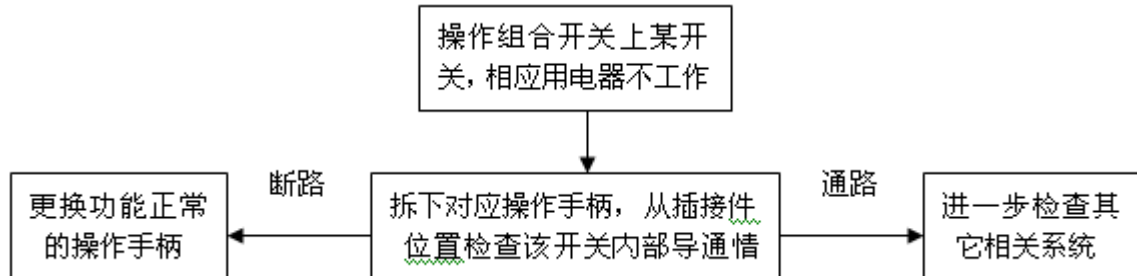 操作组合开关上某开
关，相应用电器不工作
断路
通路
更换功能正常
的操作手柄
拆下对应操作手柄，从插接件
位置检查该开关内部导通情
进一步检查其
它相关系统